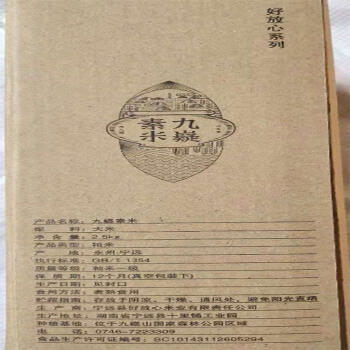 好放心系列
九嶷
素米
产品名称：九嶷素米
配料：大米
净含量：2.5kg
产品类型：籼米
产地：永州·宁远
执行标准：GB/T 1354
质量等级：籼米一级
保质期：12个月(真空包装下)
生产日期：见封口
食用方法：煮熟食用
贮存指南：存放于阴凉、干燥、通风处，避免阳光直晒
生产商：宁远县好放心米业有限责任公司
生产地址：湖南省宁远县十里铺工业园
种植基地：位于九嶷山国家森林公园区域
电话：0746-7223309
食品生产许可证编号：SC10143112605294